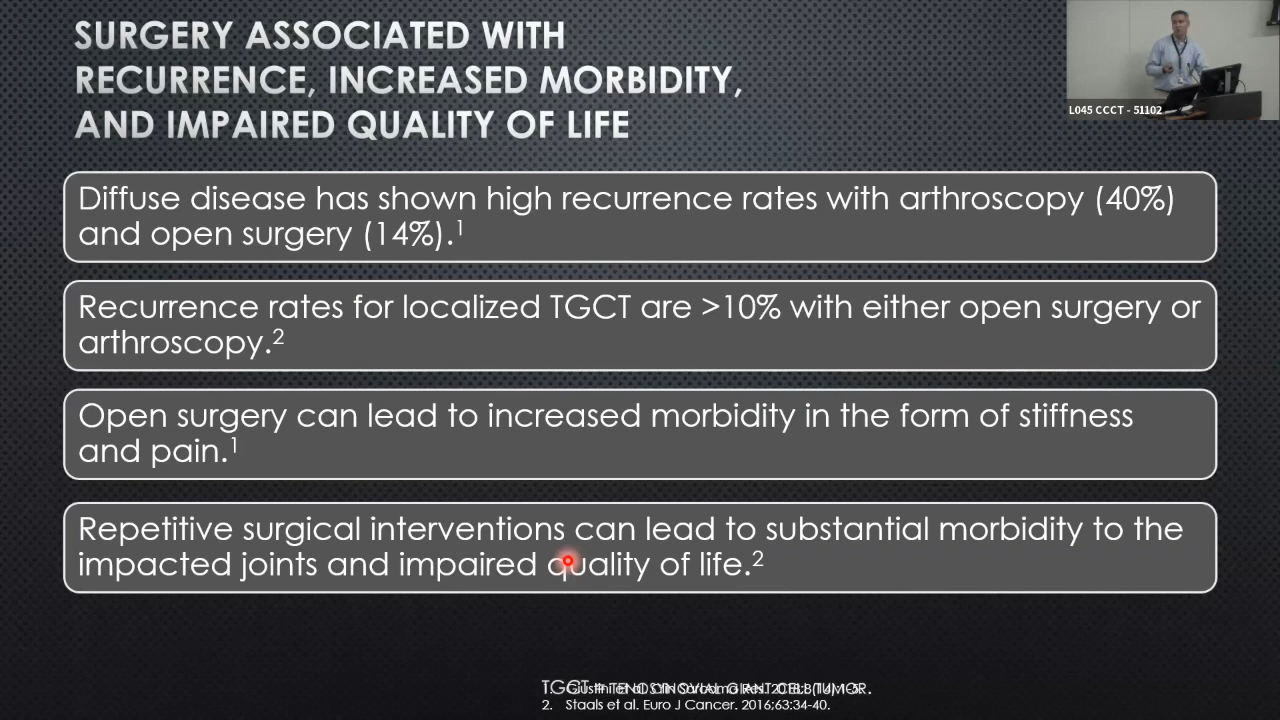 SURGERY ASSOCIATED WITH
RECURRENCE, INCREASED MORBIDITY,
AND IMPAIRED QUALITY OF LIFE
L045 CCCT - 51102
Diffuse disease has shown high recurrence rates with arthroscopy (40%)
and open surgery (14%).1
Recurrence rates for localized TGCT are >10% with either open surgery or
arthroscopy.2
Open surgery can lead to increased morbidity in the form of stiffness
and pain.1
Repetitive surgical interventions can lead to substantial morbidity to the
impacted joints and impaired quality of life.2
2. Staals et al. Euro J Cancer. 2016;63:34-40.